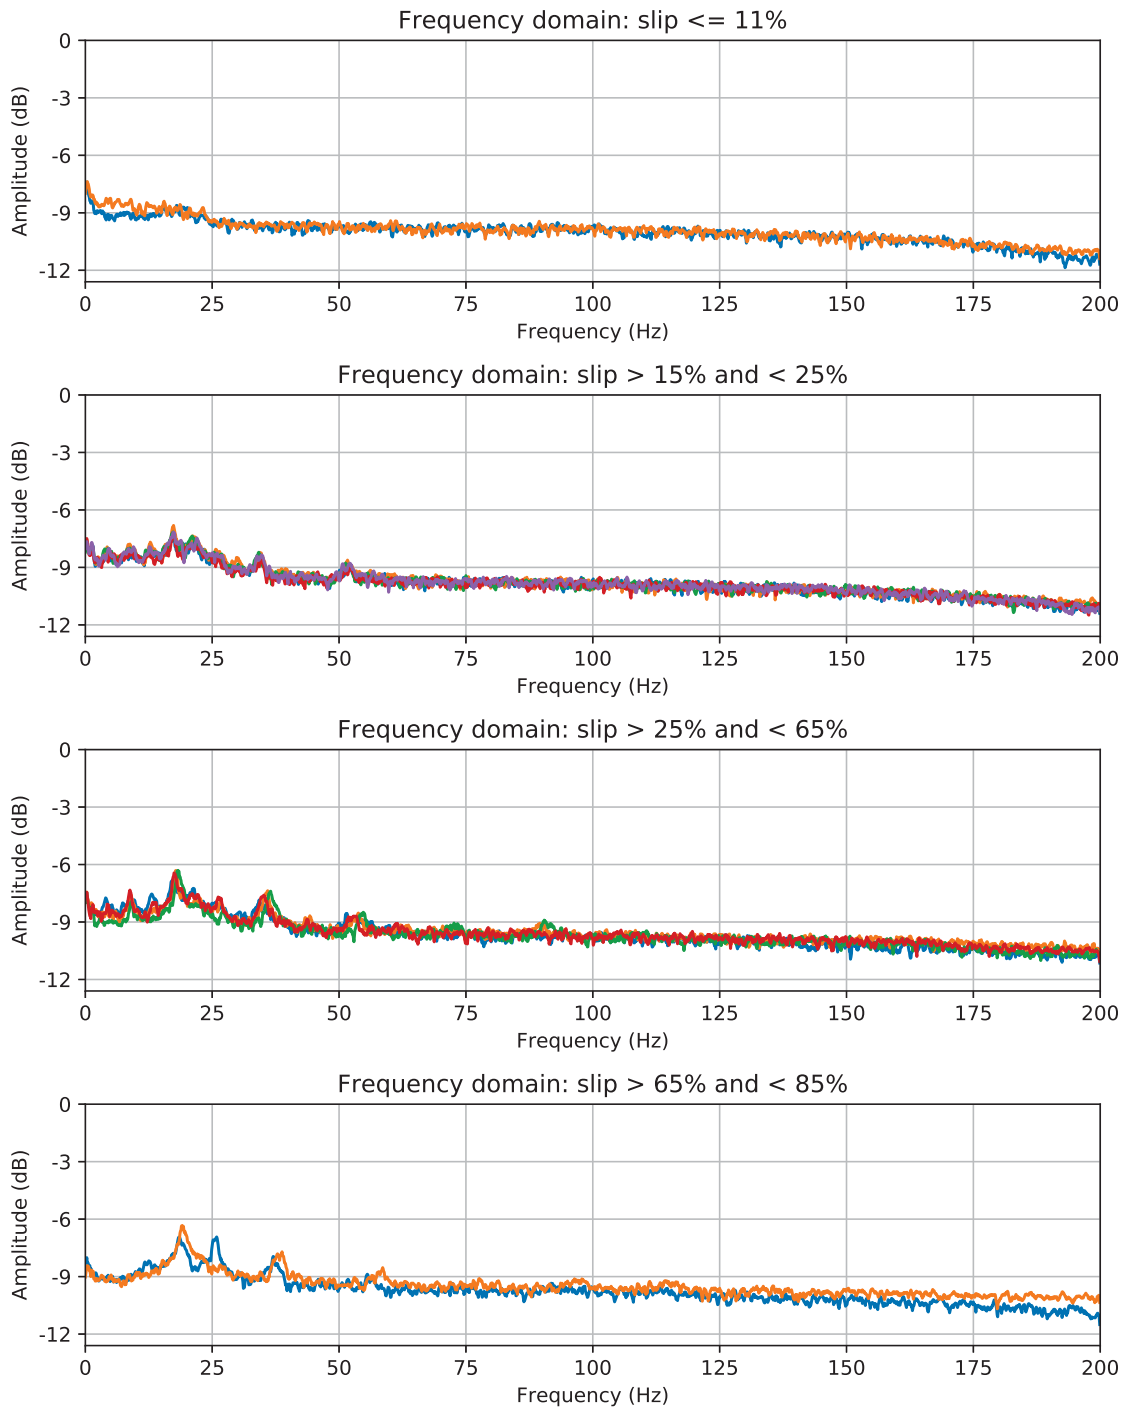 Frequency domain: slip <= 11%
0
-3
-6
-9
-12
Amplitude (dB)
0 25 50 75 100 125 150 175 200
Frequency (Hz)
Frequency domain: slip > 15% and < 25%
0
-3
-6
-9
-12
Amplitude (dB)
0 25 50 75 100 125 150 175 200
Frequency (Hz)
Frequency domain: slip > 25% and < 65%
0
-3
-6
-9
-12
Amplitude (dB)
0 25 50 75 100 125 150 175 200
Frequency (Hz)
Frequency domain: slip > 65% and < 85%
0
-3
-6
-9
-12
Amplitude (dB)
0 25 50 75 100 125 150 175 200
Frequency (Hz)